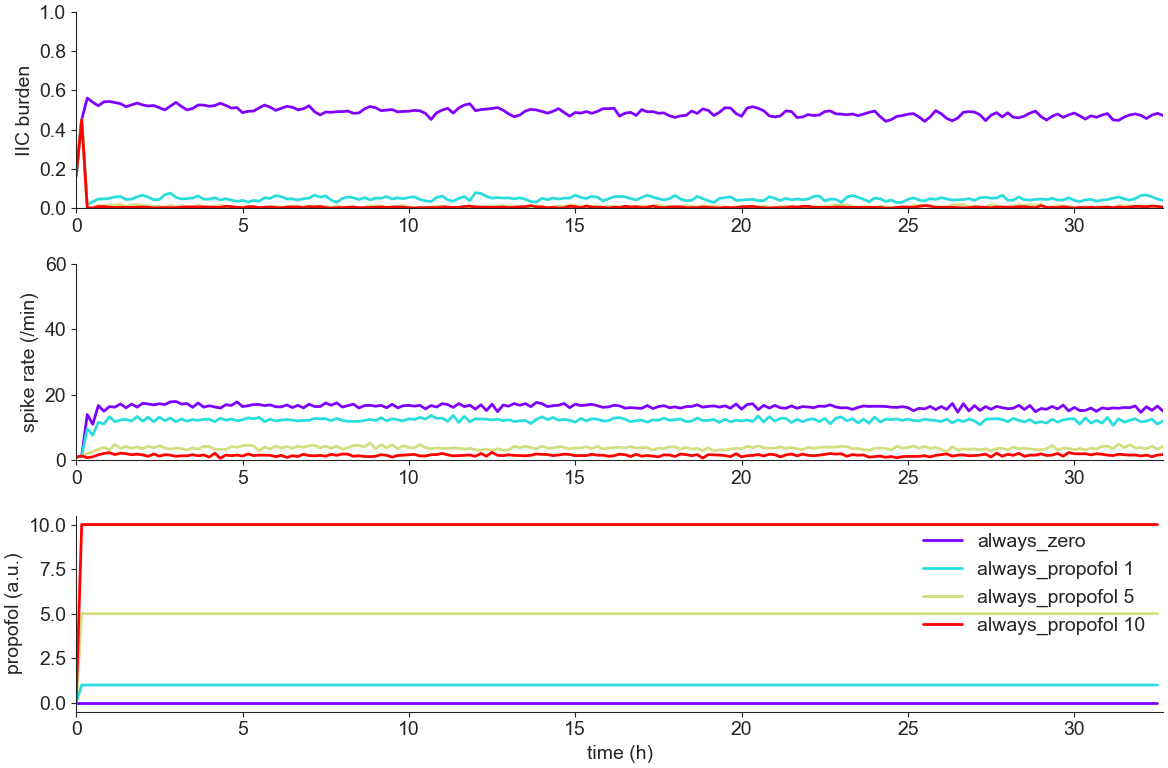 1.0
0.8
0.6
0.4
0.2
0.0
IIC burden
0 5 10 15 20 25 30
60
40
20
0
spike rate (/min)
0 5 10 15 20 25 30
10.0
7.5
5.0
2.5
0.0
propofol (a.u.)
always_zero
always_propofol 1
always_propofol 5
always_propofol 10
0 5 10 15 20 25 30
time (h)